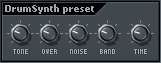 DrumSynth preset
TONE OVER NOISE BAND TIME